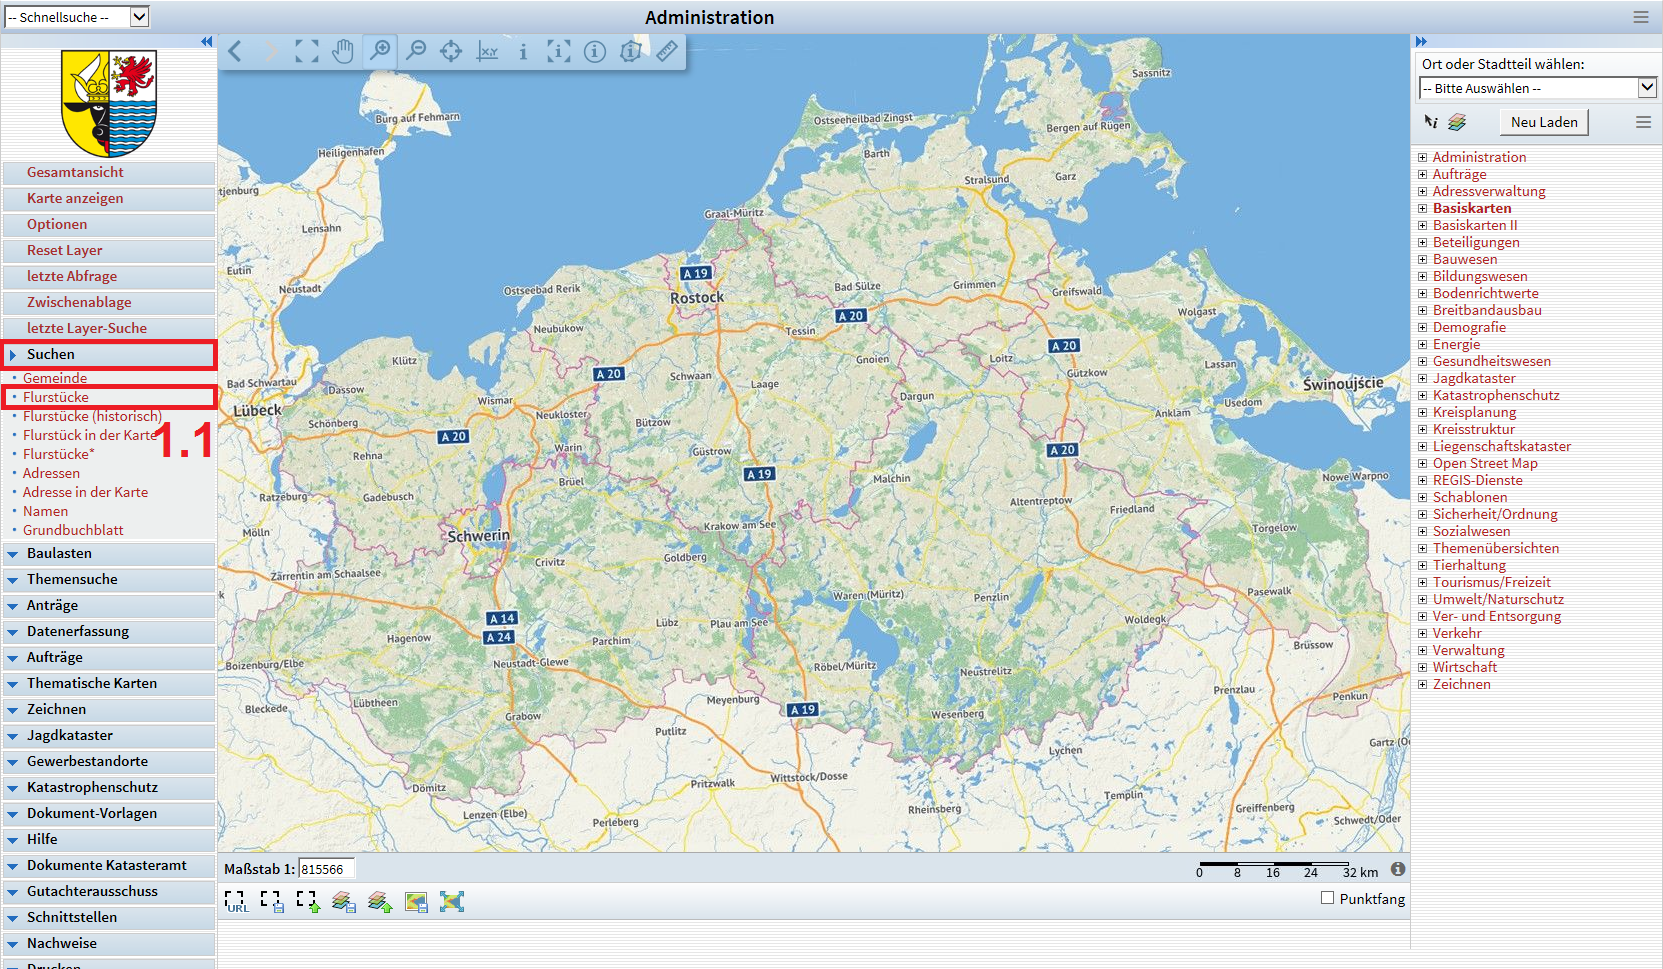 -- Schnellsuche --
Administration
Gesamtansicht
Karte anzeigen
Optionen
Reset Layer
letzte Abfrage
Zwischenablage
letzte Layer-Suche
Suchen
Gemeinde
Flurstücke
Flurstücke (historisch)
Flurstück in der Karte
1.1
Flurstücke*
Adressen
Adresse in der Karte
Namen
Grundbuchblatt
Baulasten
Themensuche
Anträge
Datenerfassung
Aufträge
Thematische Karten
Zeichnen
Jagdkataster
Gewerbestandorte
Katastrophenschutz
Dokument-Vorlagen
Hilfe
Dokumente Katasteramt
Gutachterausschuss
Schnittstellen
Nachweise
Drucken
Sassnitz
Burg auf Fehmarn
Ostseeheilbad Zingst
Bergen auf Rügen
Heiligenhafen
Barth
Garz
Stralsund
tjenburg
Graal-Müritz
Lensahn
Eutin
A 19
Neustadt
Ostseebad Rerik
Rostock
Bad Sülze
Grimmen
Greifswald
Wolgast
A 20
Neubukow
Tessin
A 20
Klütz
Gnoien
Loitz
Lassan
Bad Schwartau
Dassow
A 20
Schwaan
Laage
Gützkow
Świnoujście
Lübeck
Wismar
Dargun
Usedom
Schönberg
Neukloster
Bützow
Anklam
A 20
Warin
Güstrow
A 20
Rehna
Brüel
A 19
Malchin
Nowe Warpno
Ratzeburg
Gadebusch
Altentreptow
Friedland
Mölln
Schwerin
Krakow am See
Torgelow
Goldberg
Crivitz
Zarrentin am Schaalsee
Waren (Müritz)
Penzlin
Pasewalk
A 14
Lübz
Plau am See
Woldegk
A 24
Hagenow
Parchim
Brüssow
Boizenburg/Elbe
Neustadt-Glewe
Röbel/Müritz
Neustrelitz
Prenzlau
Penkun
Lübtheen
Meyenburg
Bleckede
A 19
Grabow
Wesenberg
Putlitz
Lychen
Gartz (O
Wittstock/Dosse
Pritzwalk
Dömitz
Templin
Greiffenberg
Rheinsberg
Lenzen (Elbe)
Perleberg
Schwedt/Oder
Maßstab 1: 815566
0 8 16 24 32 km
URL
Punktfang
Ort oder Stadtteil wählen:
-- Bitte Auswählen --
Neu Laden
Administration
Aufträge
Adressverwaltung
Basiskarten
Basiskarten II
Beteiligungen
Bauwesen
Bildungswesen
Bodenrichtwerte
Breitbandausbau
Demografie
Energie
Gesundheitswesen
Jagdkataster
Katastrophenschutz
Kreisplanung
Kreisstruktur
Liegenschaftskataster
Open Street Map
REGIS-Dienste
Schablonen
Sicherheit/Ordnung
Sozialwesen
Themenübersichten
Tierhaltung
Tourismus/Freizeit
Umwelt/Naturschutz
Ver- und Entsorgung
Verkehr
Verwaltung
Wirtschaft
Zeichnen